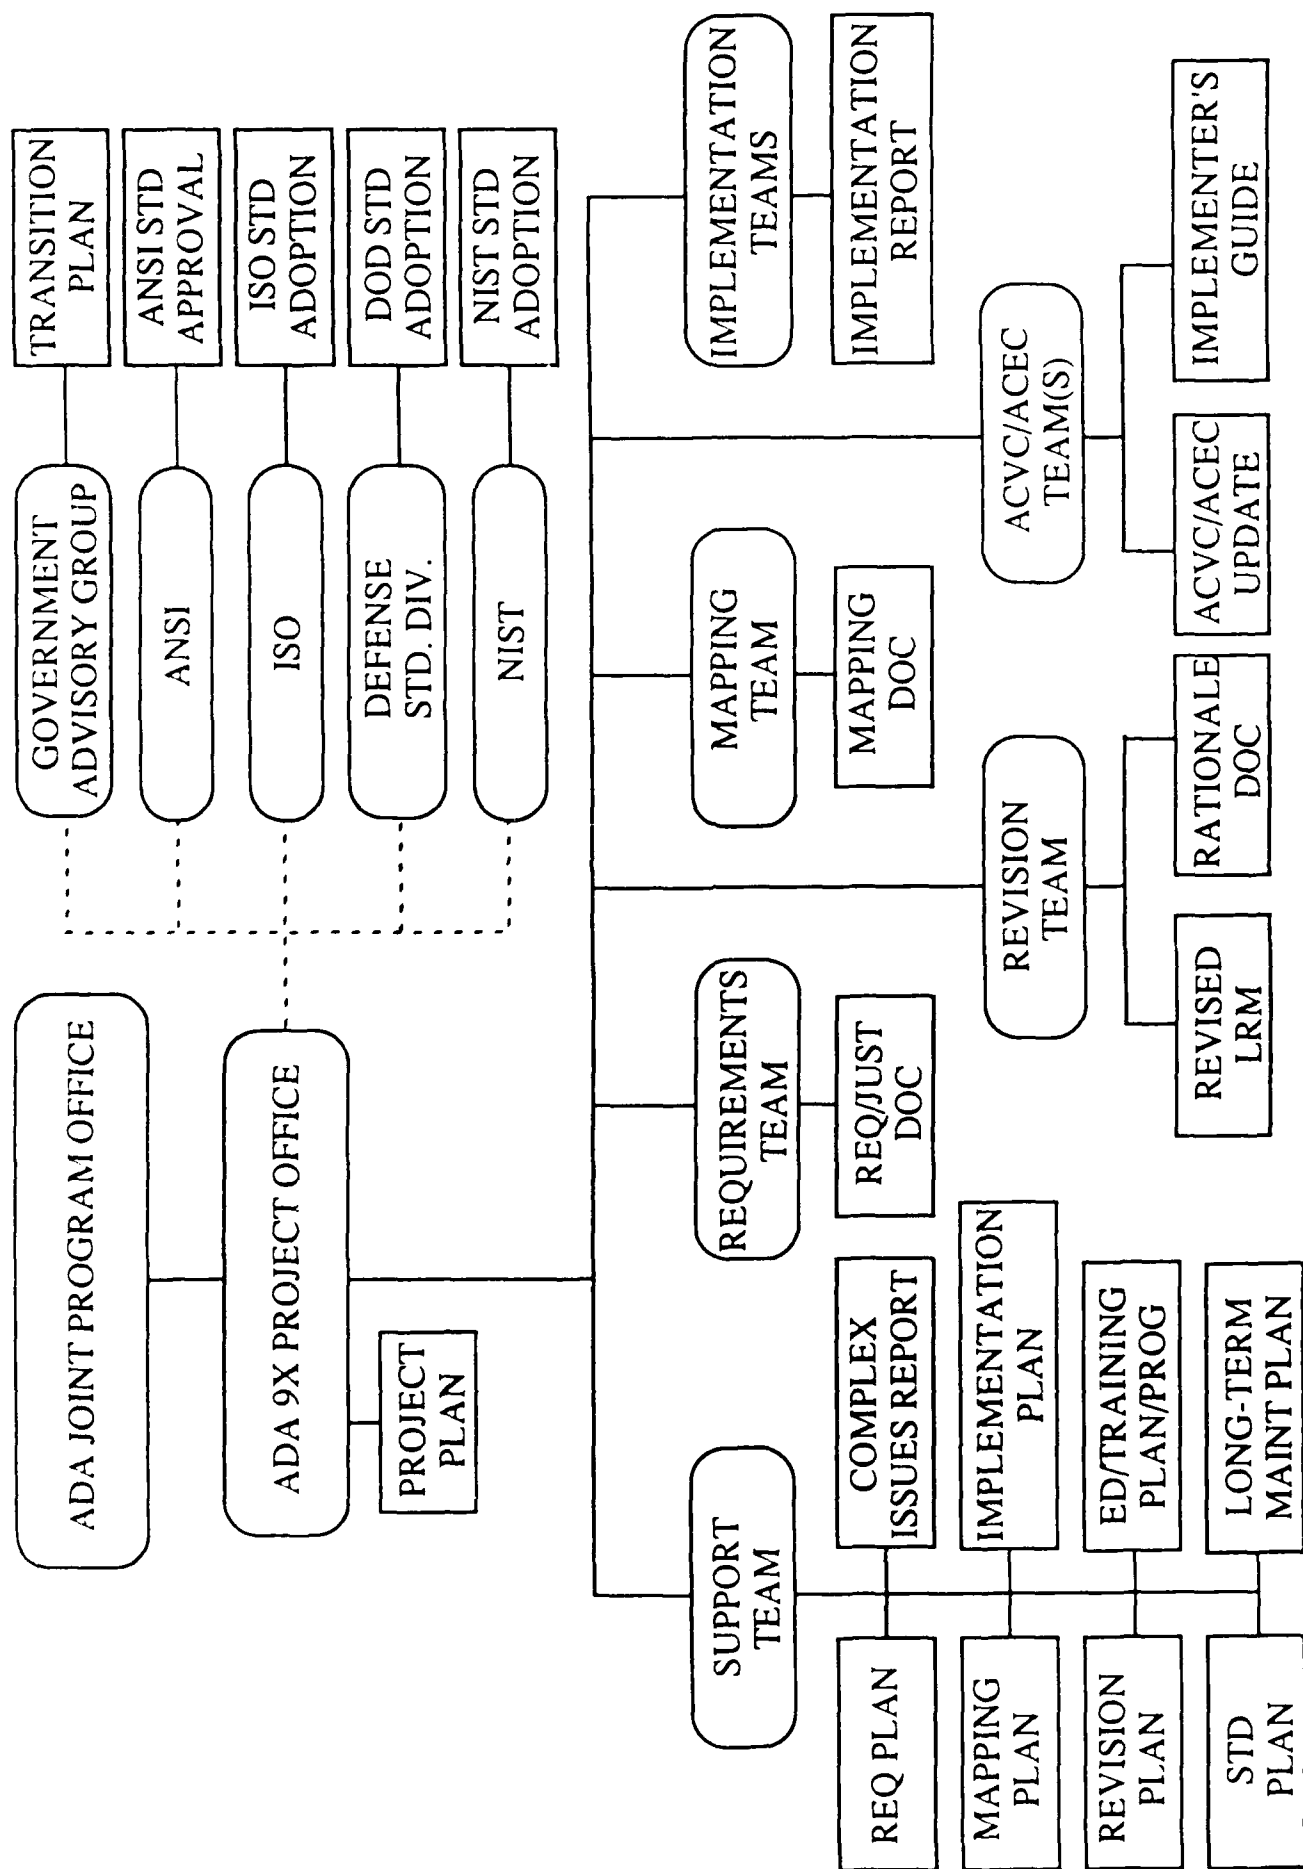 ADA JOINT PROGRAM OFFICE
ADA 9X PROJECT OFFICE
PROJECT
PLAN
GOVERNMENT
ADVISORY GROUP
TRANSITION
PLAN
ANSI
ANSI STD
APPROVAL
ISO
ISO STD
ADOPTION
DEFENSE
STD. DIV.
DOD STD
ADOPTION
NIST
NIST STD
ADOPTION
SUPPORT
TEAM
REQUIREMENTS
TEAM
MAPPING
TEAM
IMPLEMENTATION
TEAMS
REQ PLAN
COMPLEX
ISSUES REPORT
REQ/JUST
DOC
MAPPING
DOC
IMPLEMENTATION
REPORT
MAPPING
PLAN
IMPLEMENTATION
PLAN
REVISION
TEAM
ACVC/ACEC
TEAM(S)
REVISION
PLAN
ED/TRAINING
PLAN/PROG
STD
PLAN
LONG-TERM
MAINT PLAN
REVISED
LRM
RATIONALE
DOC
ACVC/ACEC
UPDATE
IMPLEMENTER'S
GUIDE